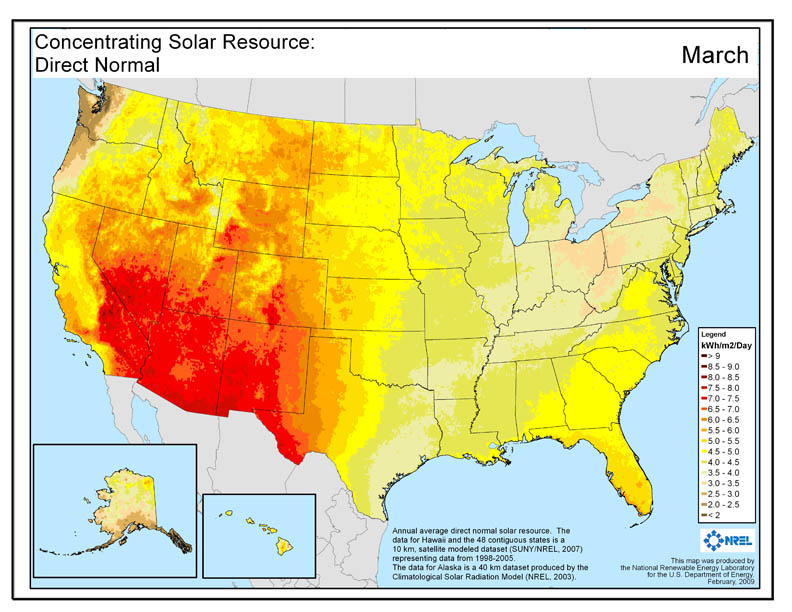 Concentrating Solar Resource:
Direct Normal
March
Legend
kWh/m2/Day
> 9
8.5 - 9.0
8.0 - 8.5
7.5 - 8.0
7.0 - 7.5
6.5 - 7.0
6.0 - 6.5
5.5 - 6.0
5.0 - 5.5
4.5 - 5.0
4.0 - 4.5
3.5 - 4.0
3.0 - 3.5
2.5 - 3.0
2.0 - 2.5
< 2
Annual average direct normal solar resource. The
data for Hawaii and the 48 contiguous states is a
10 km, satellite modeled dataset (SUNY/NREL, 2007)
representing data from 1998-2005.
The data for Alaska is a 40 km dataset produced by the
Climatological Solar Radiation Model (NREL, 2003).
NREL
This map was produced by
the National Renewable Energy Laboratory
for the U.S. Department of Energy.
February, 2009